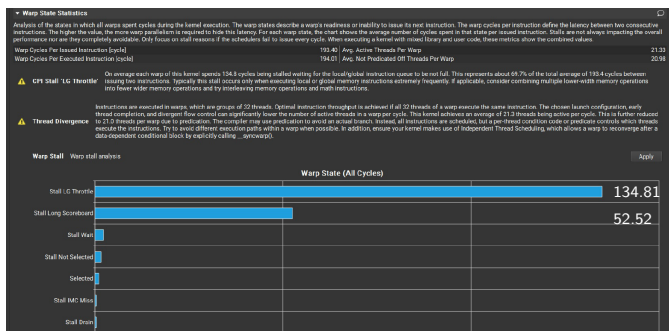 Warp State Statistics
Analysis of the states in which all warps spent cycles during the kernel execution. The warp states describe a warp's readiness or inability to issue its next instruction. The warp cycles per instruction define the latency between two consecutive
instructions. The higher the value, the more warp parallelism is required to hide this latency. For each warp state, the chart shows the average number of cycles spent in that state per issued instruction. Stalls are not always impacting the overall
performance nor are they completely avoidable. Only focus on stall reasons if the schedulers fail to issue every cycle. When executing a kernel with mixed library and user code, these metrics show the combined values.
Warp Cycles Per Issued Instruction [cycle] 193.40 Avg. Active Threads Per Warp 21.33
Warp Cycles Per Executed Instruction [cycle] 194.01 Avg. Not Predicated Off Threads Per Warp 20.98
CPI Stall 'LG Throttle'
On average each warp of this kernel spends 134.8 cycles being stalled waiting for the local/global instruction queue to be not full. This represents about 69.7% of the total average of 193.4 cycles between
issuing two instructions. Typically this stall occurs only when executing local or global memory instructions extremely frequently. If applicable, consider combining multiple lower-width memory operations
into fewer wider memory operations and try interleaving memory operations and math instructions.
Thread Divergence
Instructions are executed in warps, which are groups of 32 threads. Optimal instruction throughput is achieved if all 32 threads of a warp execute the same instruction. The chosen launch configuration, early
thread completion, and divergent flow control can significantly lower the number of active threads in a warp per cycle. This kernel achieves an average of 21.3 threads being active per cycle. This is further reduced
to 21.0 threads per warp due to predication. The compiler may use predication to avoid an actual branch. Instead, all instructions are scheduled, but a per-thread condition code or predicate controls which threads
execute the instructions. Try to avoid different execution paths within a warp when possible. In addition, ensure your kernel makes use of Independent Thread Scheduling, which allows a warp to reconverge after a
data-dependent conditional block by explicitly calling __syncwarp().
Warp Stall Warp stall analysis Apply
Warp State (All Cycles)
Stall LG Throttle 134.81
Stall Long Scoreboard 52.52
Stall Wait
Stall Not Selected
Selected
Stall IMC Miss
Stall Drain